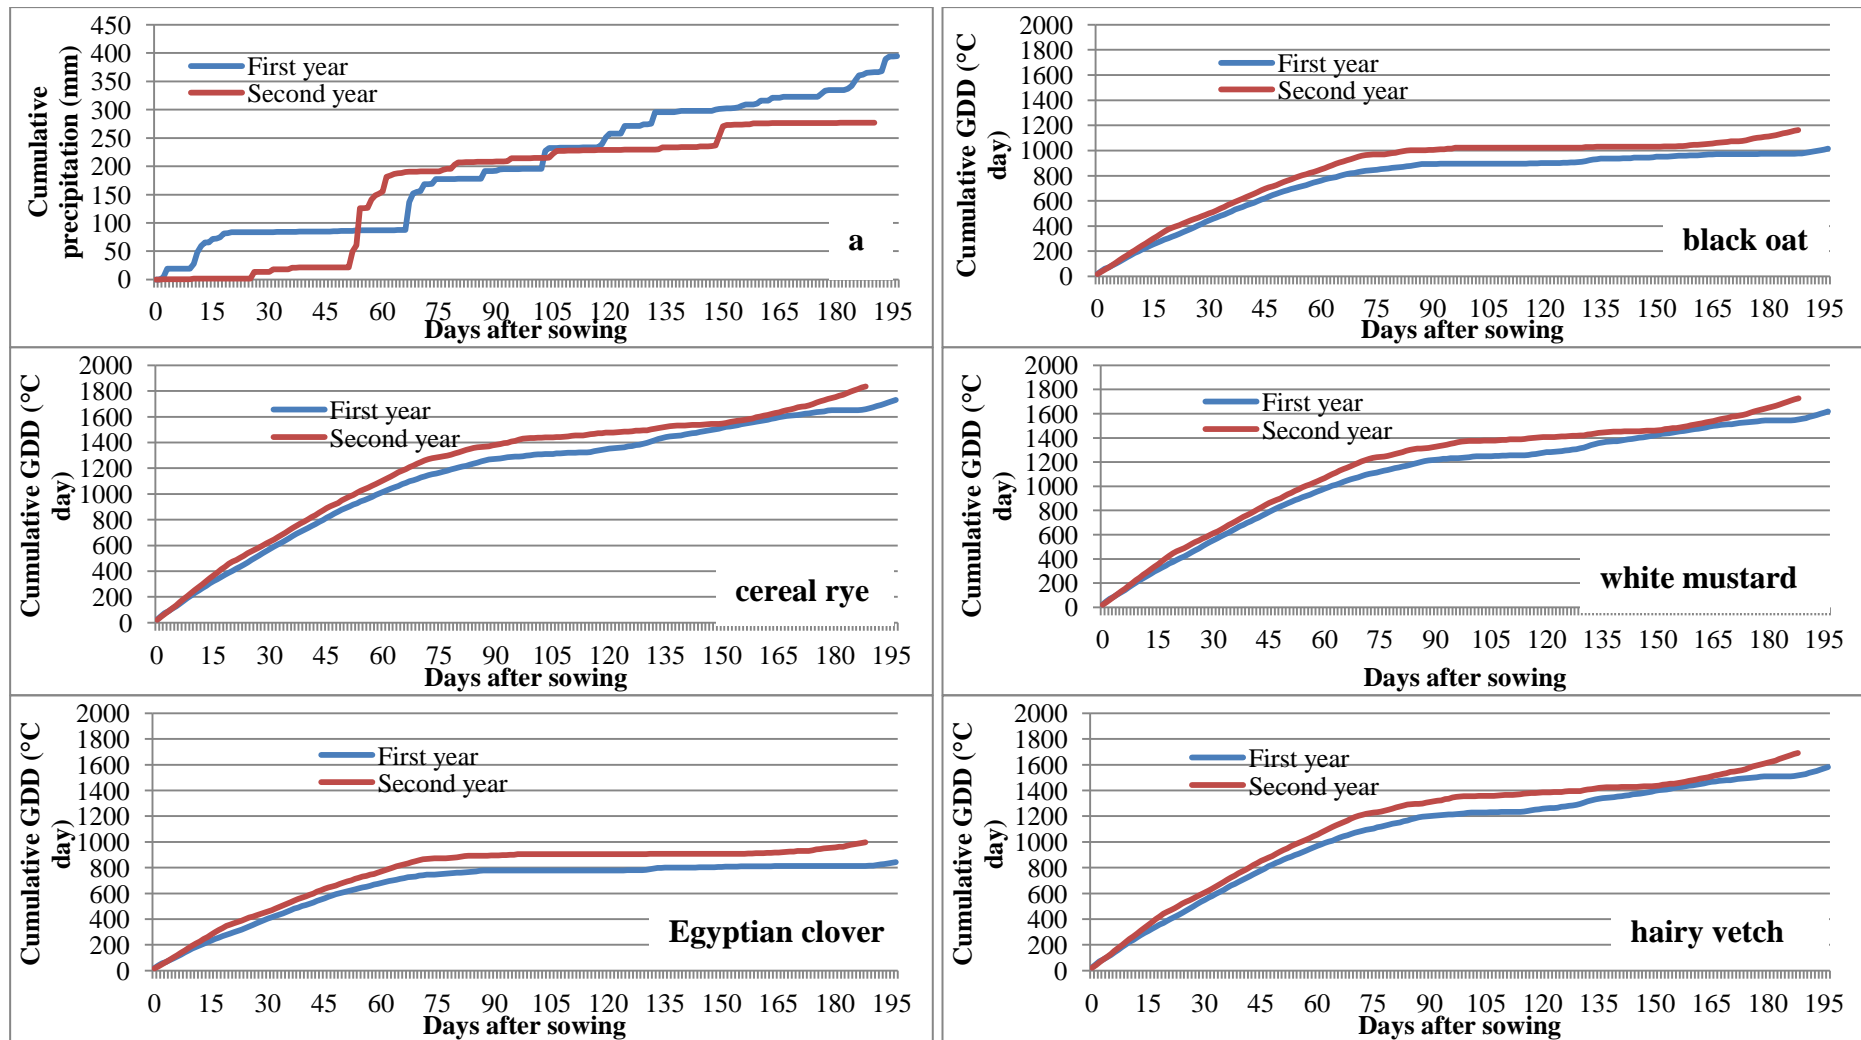 Cumulative
precipitation (mm)
450
400
350
300
250
200
150
100
50
0
First year
Second year
a
0 15 30 45 60 75 90 105 120 135 150 165 180 195
Days after sowing
Cumulative GDD (°C
day)
2000
1800
1600
1400
1200
1000
800
600
400
200
0
First year
Second year
black oat
0 15 30 45 60 75 90 105 120 135 150 165 180 195
Days after sowing
Cumulative GDD (°C
day)
2000
1800
1600
1400
1200
1000
800
600
400
200
0
First year
Second year
cereal rye
0 15 30 45 60 75 90 105 120 135 150 165 180 195
Days after sowing
Cumulative GDD (°C
day)
2000
1800
1600
1400
1200
1000
800
600
400
200
0
First year
Second year
white mustard
0 15 30 45 60 75 90 105 120 135 150 165 180 195
Days after sowing
Cumulative GDD (°C
day)
2000
1800
1600
1400
1200
1000
800
600
400
200
0
First year
Second year
Egyptian clover
0 15 30 45 60 75 90 105 120 135 150 165 180 195
Days after sowing
Cumulative GDD (°C
day)
2000
1800
1600
1400
1200
1000
800
600
400
200
0
First year
Second year
hairy vetch
0 15 30 45 60 75 90 105 120 135 150 165 180 195
Days after sowing